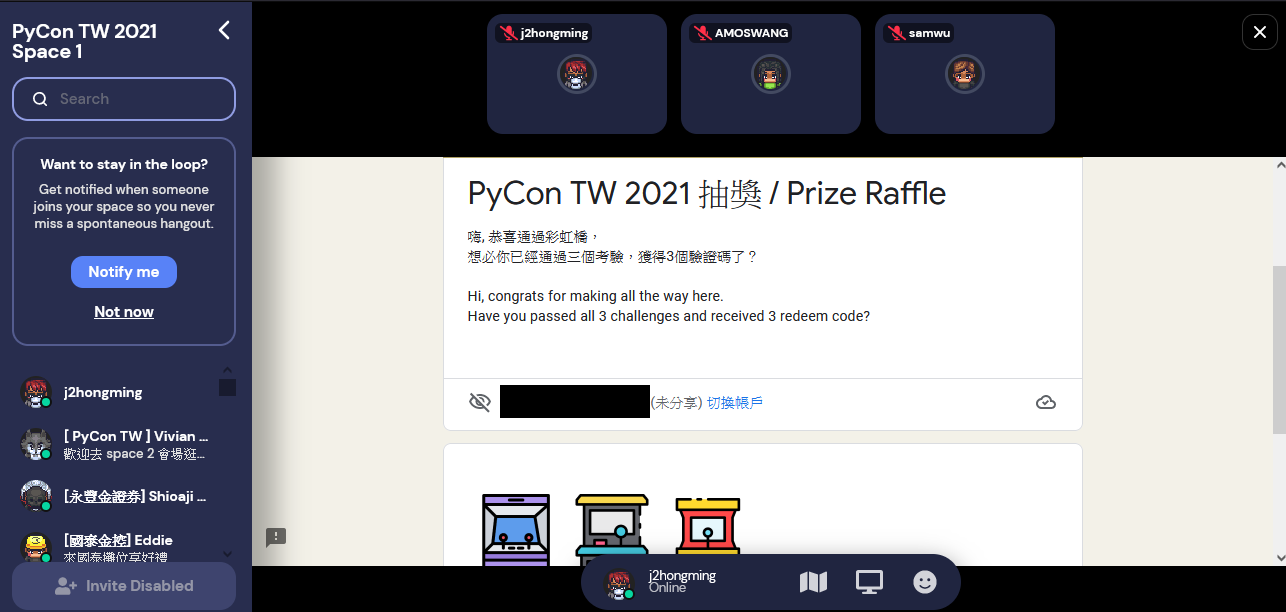 PyCon TW 2021
Space 1
Search
Want to stay in the loop?
Get notified when someone
joins your space so you never
miss a spontaneous hangout.
Notify me
Not now
j2hongming
[ PyCon TW ] Vivian ...
歡迎去 space 2 會場逛...
[永豐金證券] Shioaji ...
[國泰金控] Eddie
來國泰攤位享好禮
Invite Disabled
j2hongming
AMOSWANG
samwu
PyCon TW 2021 抽獎 / Prize Raffle
嗨, 恭喜通過彩虹橋，
想必你已經通過三個考驗，獲得3個驗證碼了？
Hi, congrats for making all the way here.
Have you passed all 3 challenges and received 3 redeem code?
(未分享) 切換帳戶
j2hongming
Online